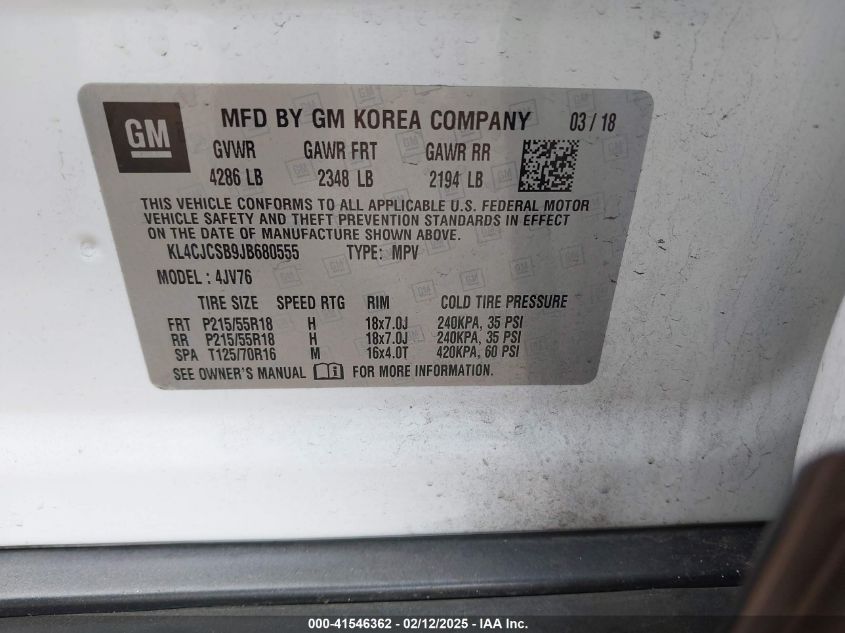 GM
MFD BY GM KOREA COMPANY 03 / 18
GVWR GAWR FRT GAWR RR
4286 LB 2348 LB 2194 LB
THIS VEHICLE CONFORMS TO ALL APPLICABLE U.S. FEDERAL MOTOR
VEHICLE SAFETY AND THEFT PREVENTION STANDARDS IN EFFECT
ON THE DATE OF MANUFACTURE SHOWN ABOVE.
KL4CJCSB9JB680555 TYPE: MPV
MODEL : 4JV76
TIRE SIZE SPEED RTG RIM COLD TIRE PRESSURE
FRT P215/55R18 H 18x7.0J 240KPA, 35 PSI
RR P215/55R18 H 18x7.0J 240KPA, 35 PSI
SPA T125/70R16 M 16x4.0T 420KPA, 60 PSI
SEE OWNER'S MANUAL FOR MORE INFORMATION.
000-41546362 - 02/12/2025 - IAA Inc.